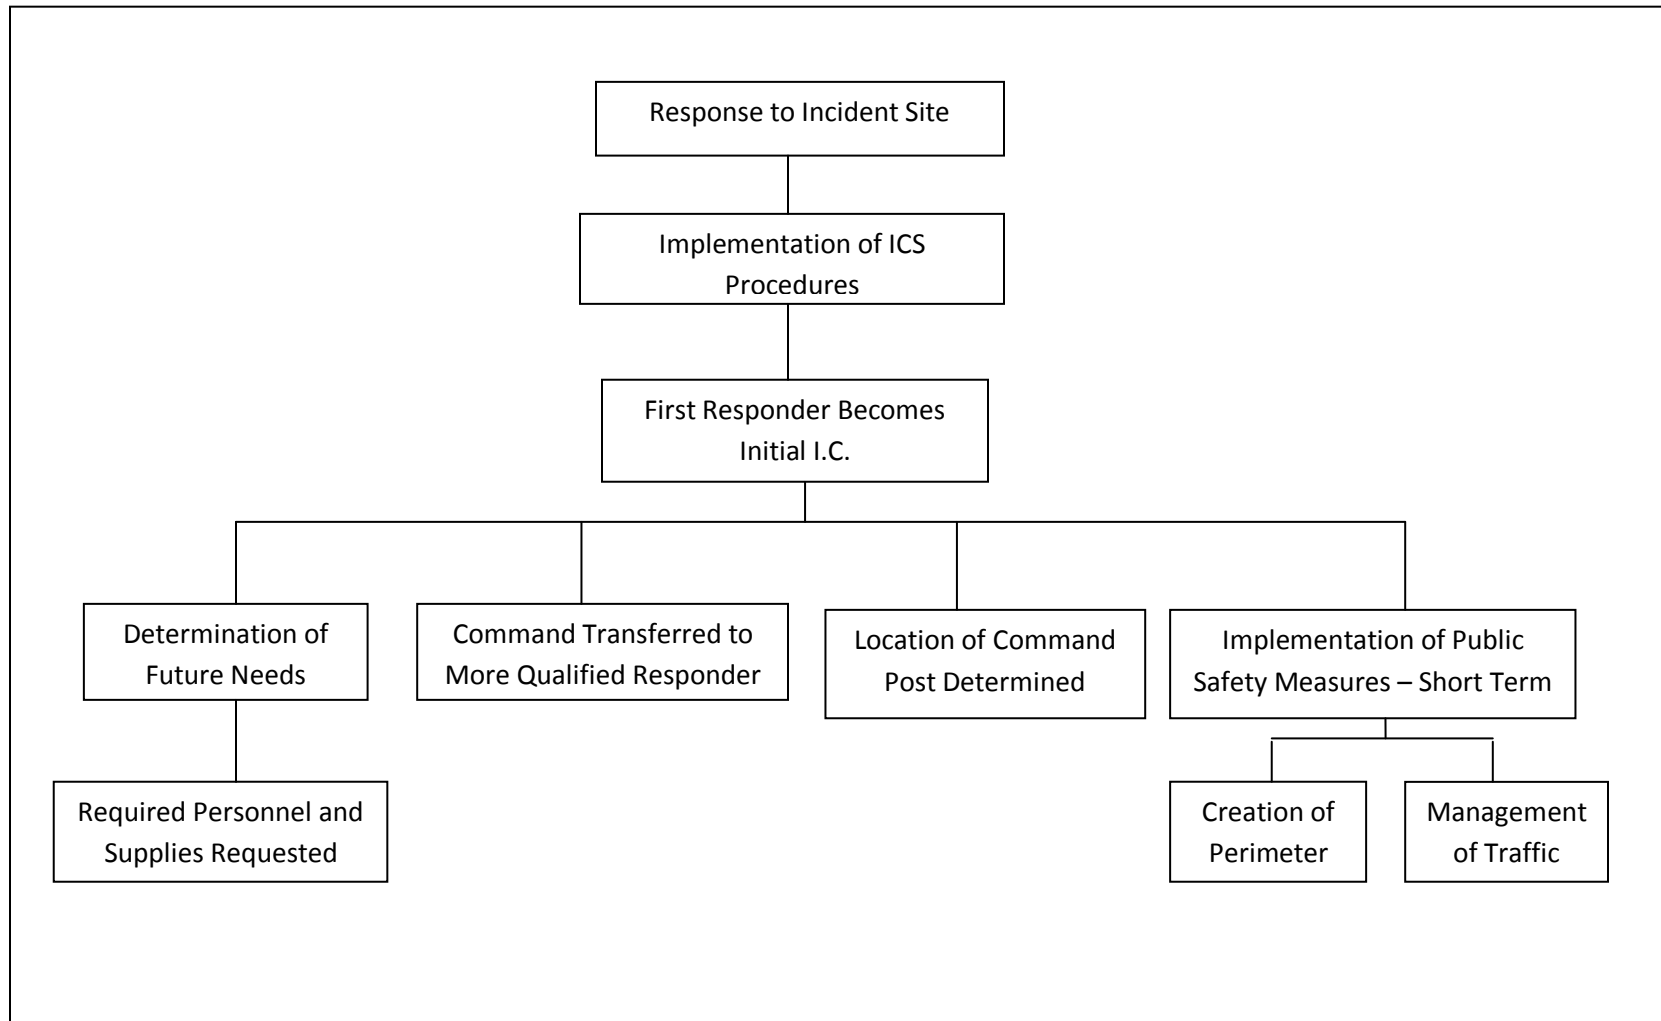 Response to Incident Site
Implementation of ICS
Procedures
First Responder Becomes
Initial I.C.
Determination of
Future Needs
Command Transferred to
More Qualified Responder
Location of Command
Post Determined
Implementation of Public
Safety Measures – Short Term
Required Personnel and
Supplies Requested
Creation of
Perimeter
Management
of Traffic